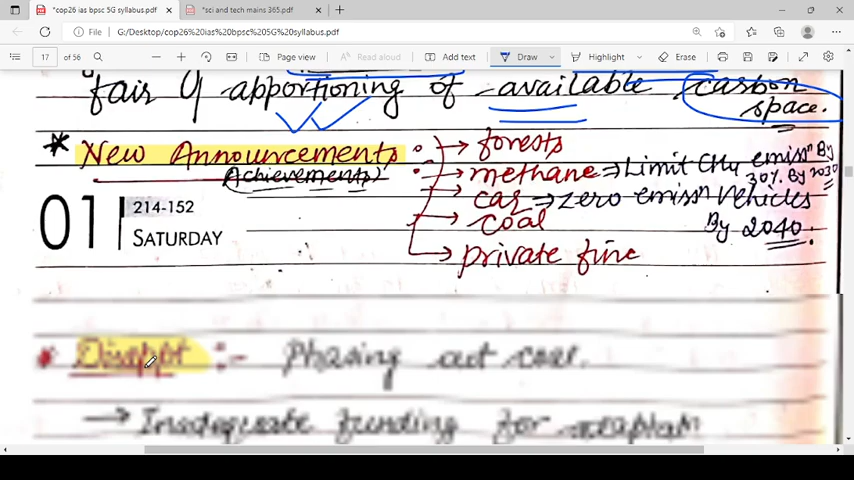 *cop26 ias bpsc 5G syllabus.pdf
*sci and tech mains 365.pdf
File | G:/Desktop/cop26%20ias%20bpsc%205G%20syllabus.pdf
17 of 56
Page view
Read aloud
Add text
Draw
Highlight
Erase
fair & apportioning of available carbon
space.
* New Announcements
(Achievements)
→ forests
→ methane ⇒ Limit CH4 emissn By
30% By 2030
car ⇒ zero emissn vehicles
By 2040.
→ coal
→ private finc
01
214-152
SATURDAY
* Disappt :- Phasing out coal.
→ Inadequate funding for